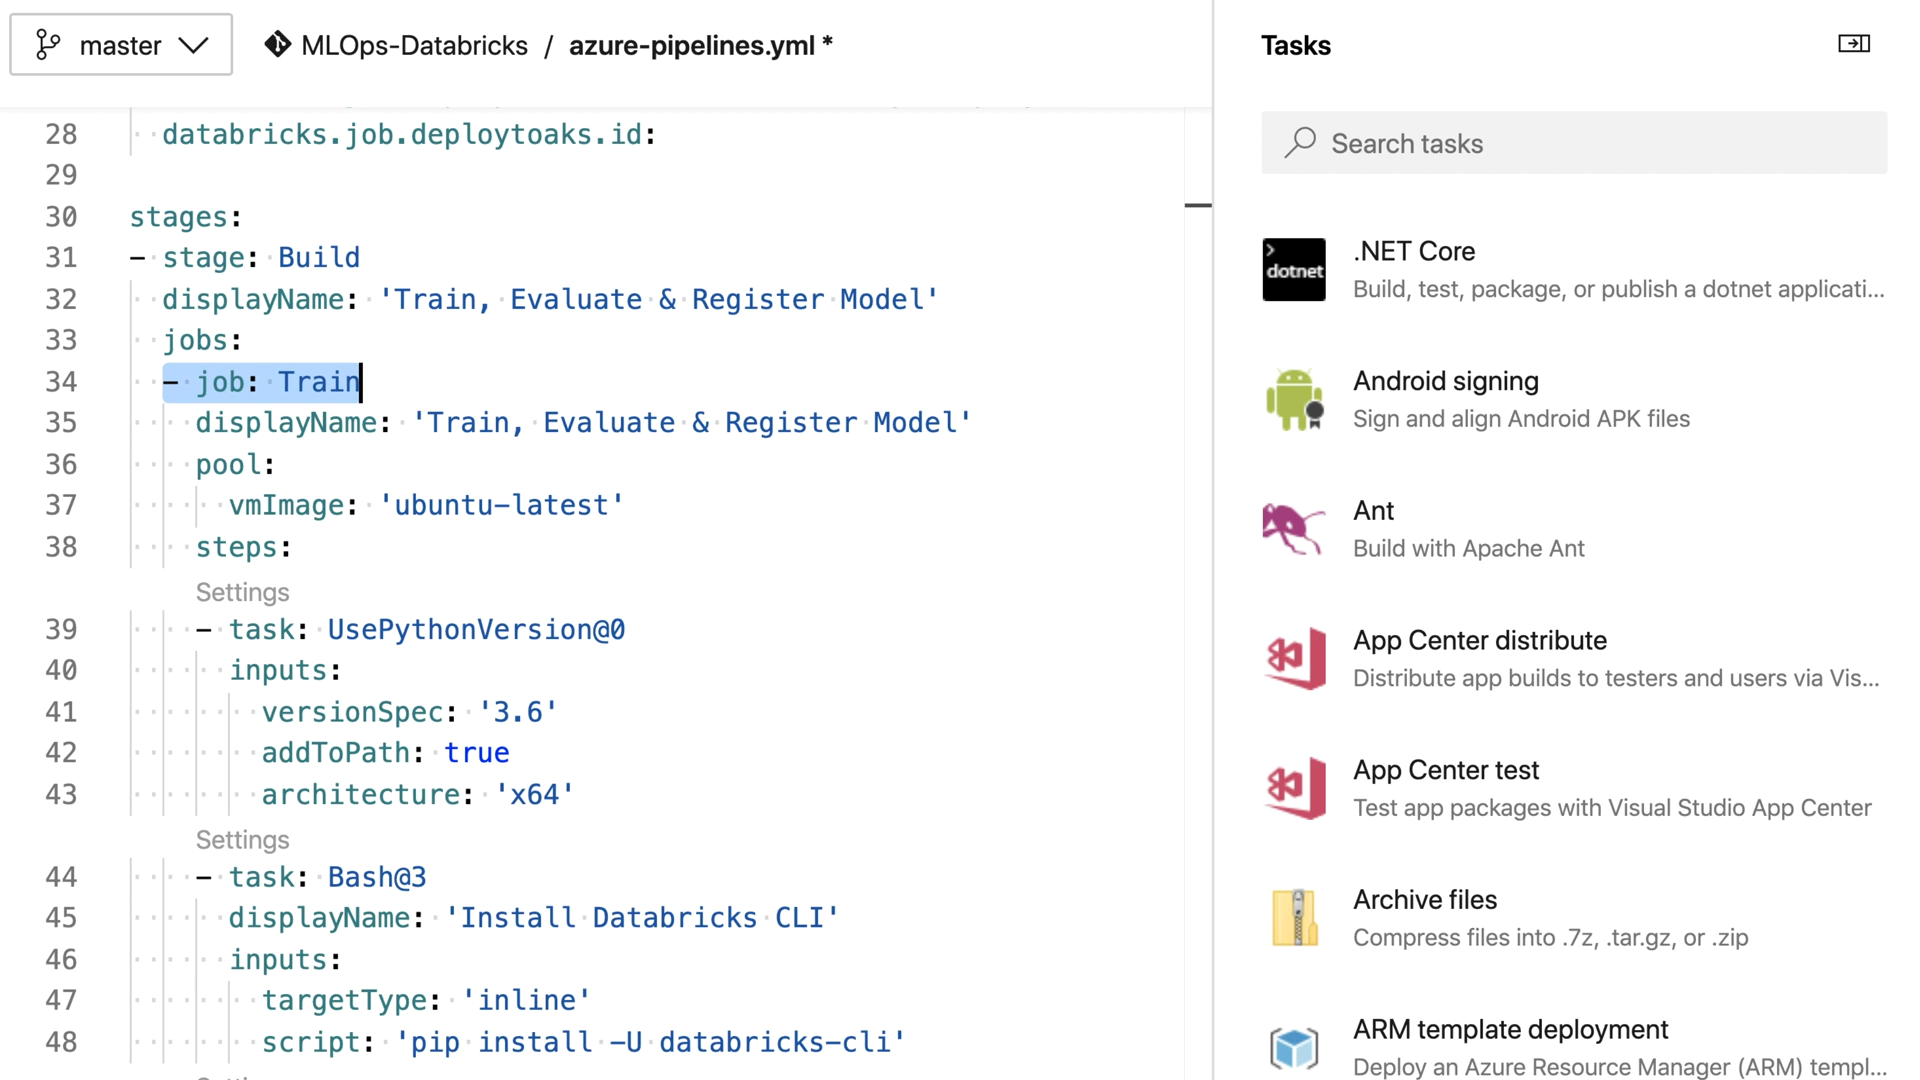 master
MLOps-Databricks / azure-pipelines.yml *
28 databricks.job.deploytoaks.id:
29
30 stages:
31 - stage: Build
32 displayName: 'Train, Evaluate & Register Model'
33 jobs:
34 - job: Train
35 displayName: 'Train, Evaluate & Register Model'
36 pool:
37 vmImage: 'ubuntu-latest'
38 steps:
Settings
39 - task: UsePythonVersion@0
40 inputs:
41 versionSpec: '3.6'
42 addToPath: true
43 architecture: 'x64'
Settings
44 - task: Bash@3
45 displayName: 'Install Databricks CLI'
46 inputs:
47 targetType: 'inline'
48 script: 'pip install -U databricks-cli'
Tasks
Search tasks
dotnet
.NET Core
Build, test, package, or publish a dotnet applicati...
Android signing
Sign and align Android APK files
Ant
Build with Apache Ant
App Center distribute
Distribute app builds to testers and users via Vis...
App Center test
Test app packages with Visual Studio App Center
Archive files
Compress files into .7z, .tar.gz, or .zip
ARM template deployment
Deploy an Azure Resource Manager (ARM) templ...